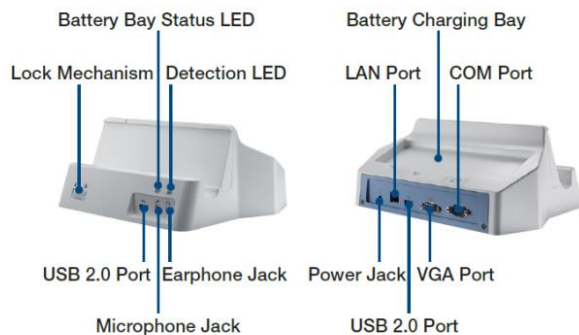 Battery Bay Status LED
Battery Charging Bay
Lock Mechanism
Detection LED
LAN Port
COM Port
USB 2.0 Port
Earphone Jack
Power Jack
VGA Port
Microphone Jack
USB 2.0 Port